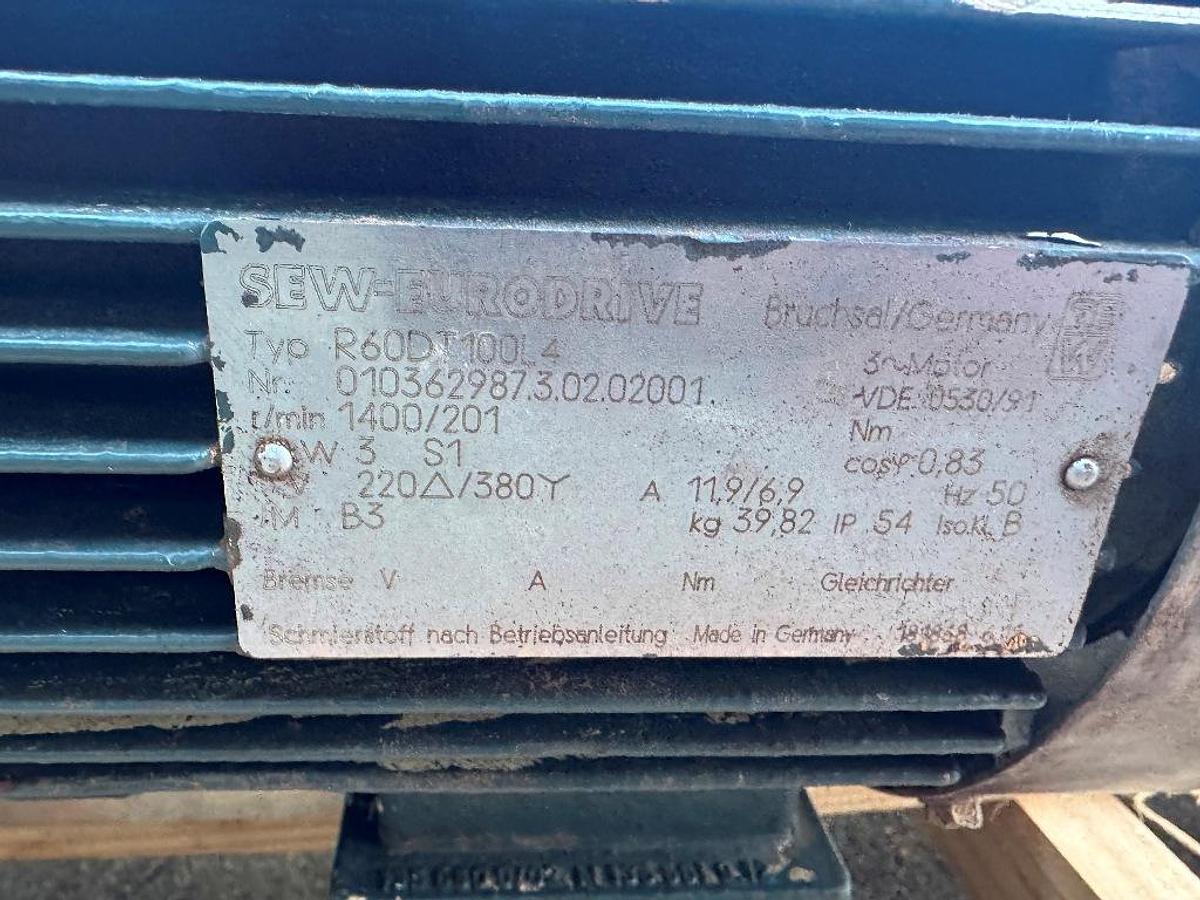 SEW-EURODRIVE Bruchsal/Germany
Typ R60DT100L4 3~Motor
Nr. 010362987.3.02.02001 VDE 0530/91
r/min 1400/201 Nm
kW 3 S1 cosφ 0,83
220△/380Y A 11,9/6,9 Hz 50
IM B3 kg 39,82 IP 54 Iso.Kl. B
Bremse V A Nm Gleichrichter
Schmierstoff nach Betriebsanleitung Made in Germany